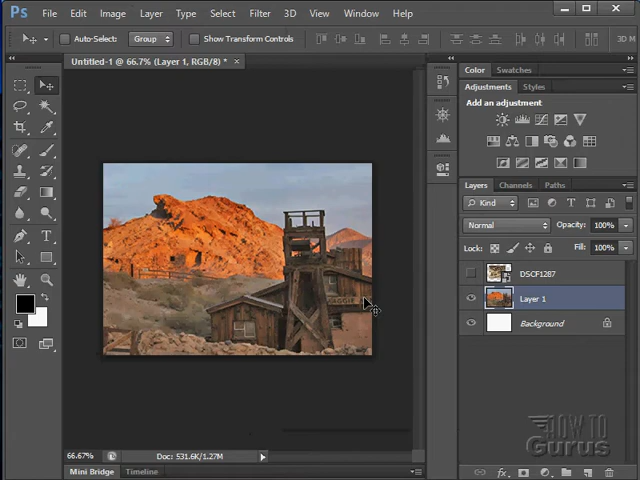 Ps File Edit Image Layer Type Select Filter 3D View Window Help
Auto-Select: Group Show Transform Controls 3D M
Untitled-1 @ 66.7% (Layer 1, RGB/8) *
Color Swatches
Adjustments Styles
Add an adjustment
Layers Channels Paths
Kind
Normal Opacity: 100%
Lock: Fill: 100%
DSCF1287
Layer 1
Background
HOW TO
Gurus
66.67% Doc: 531.6K/1.27M
Mini Bridge Timeline